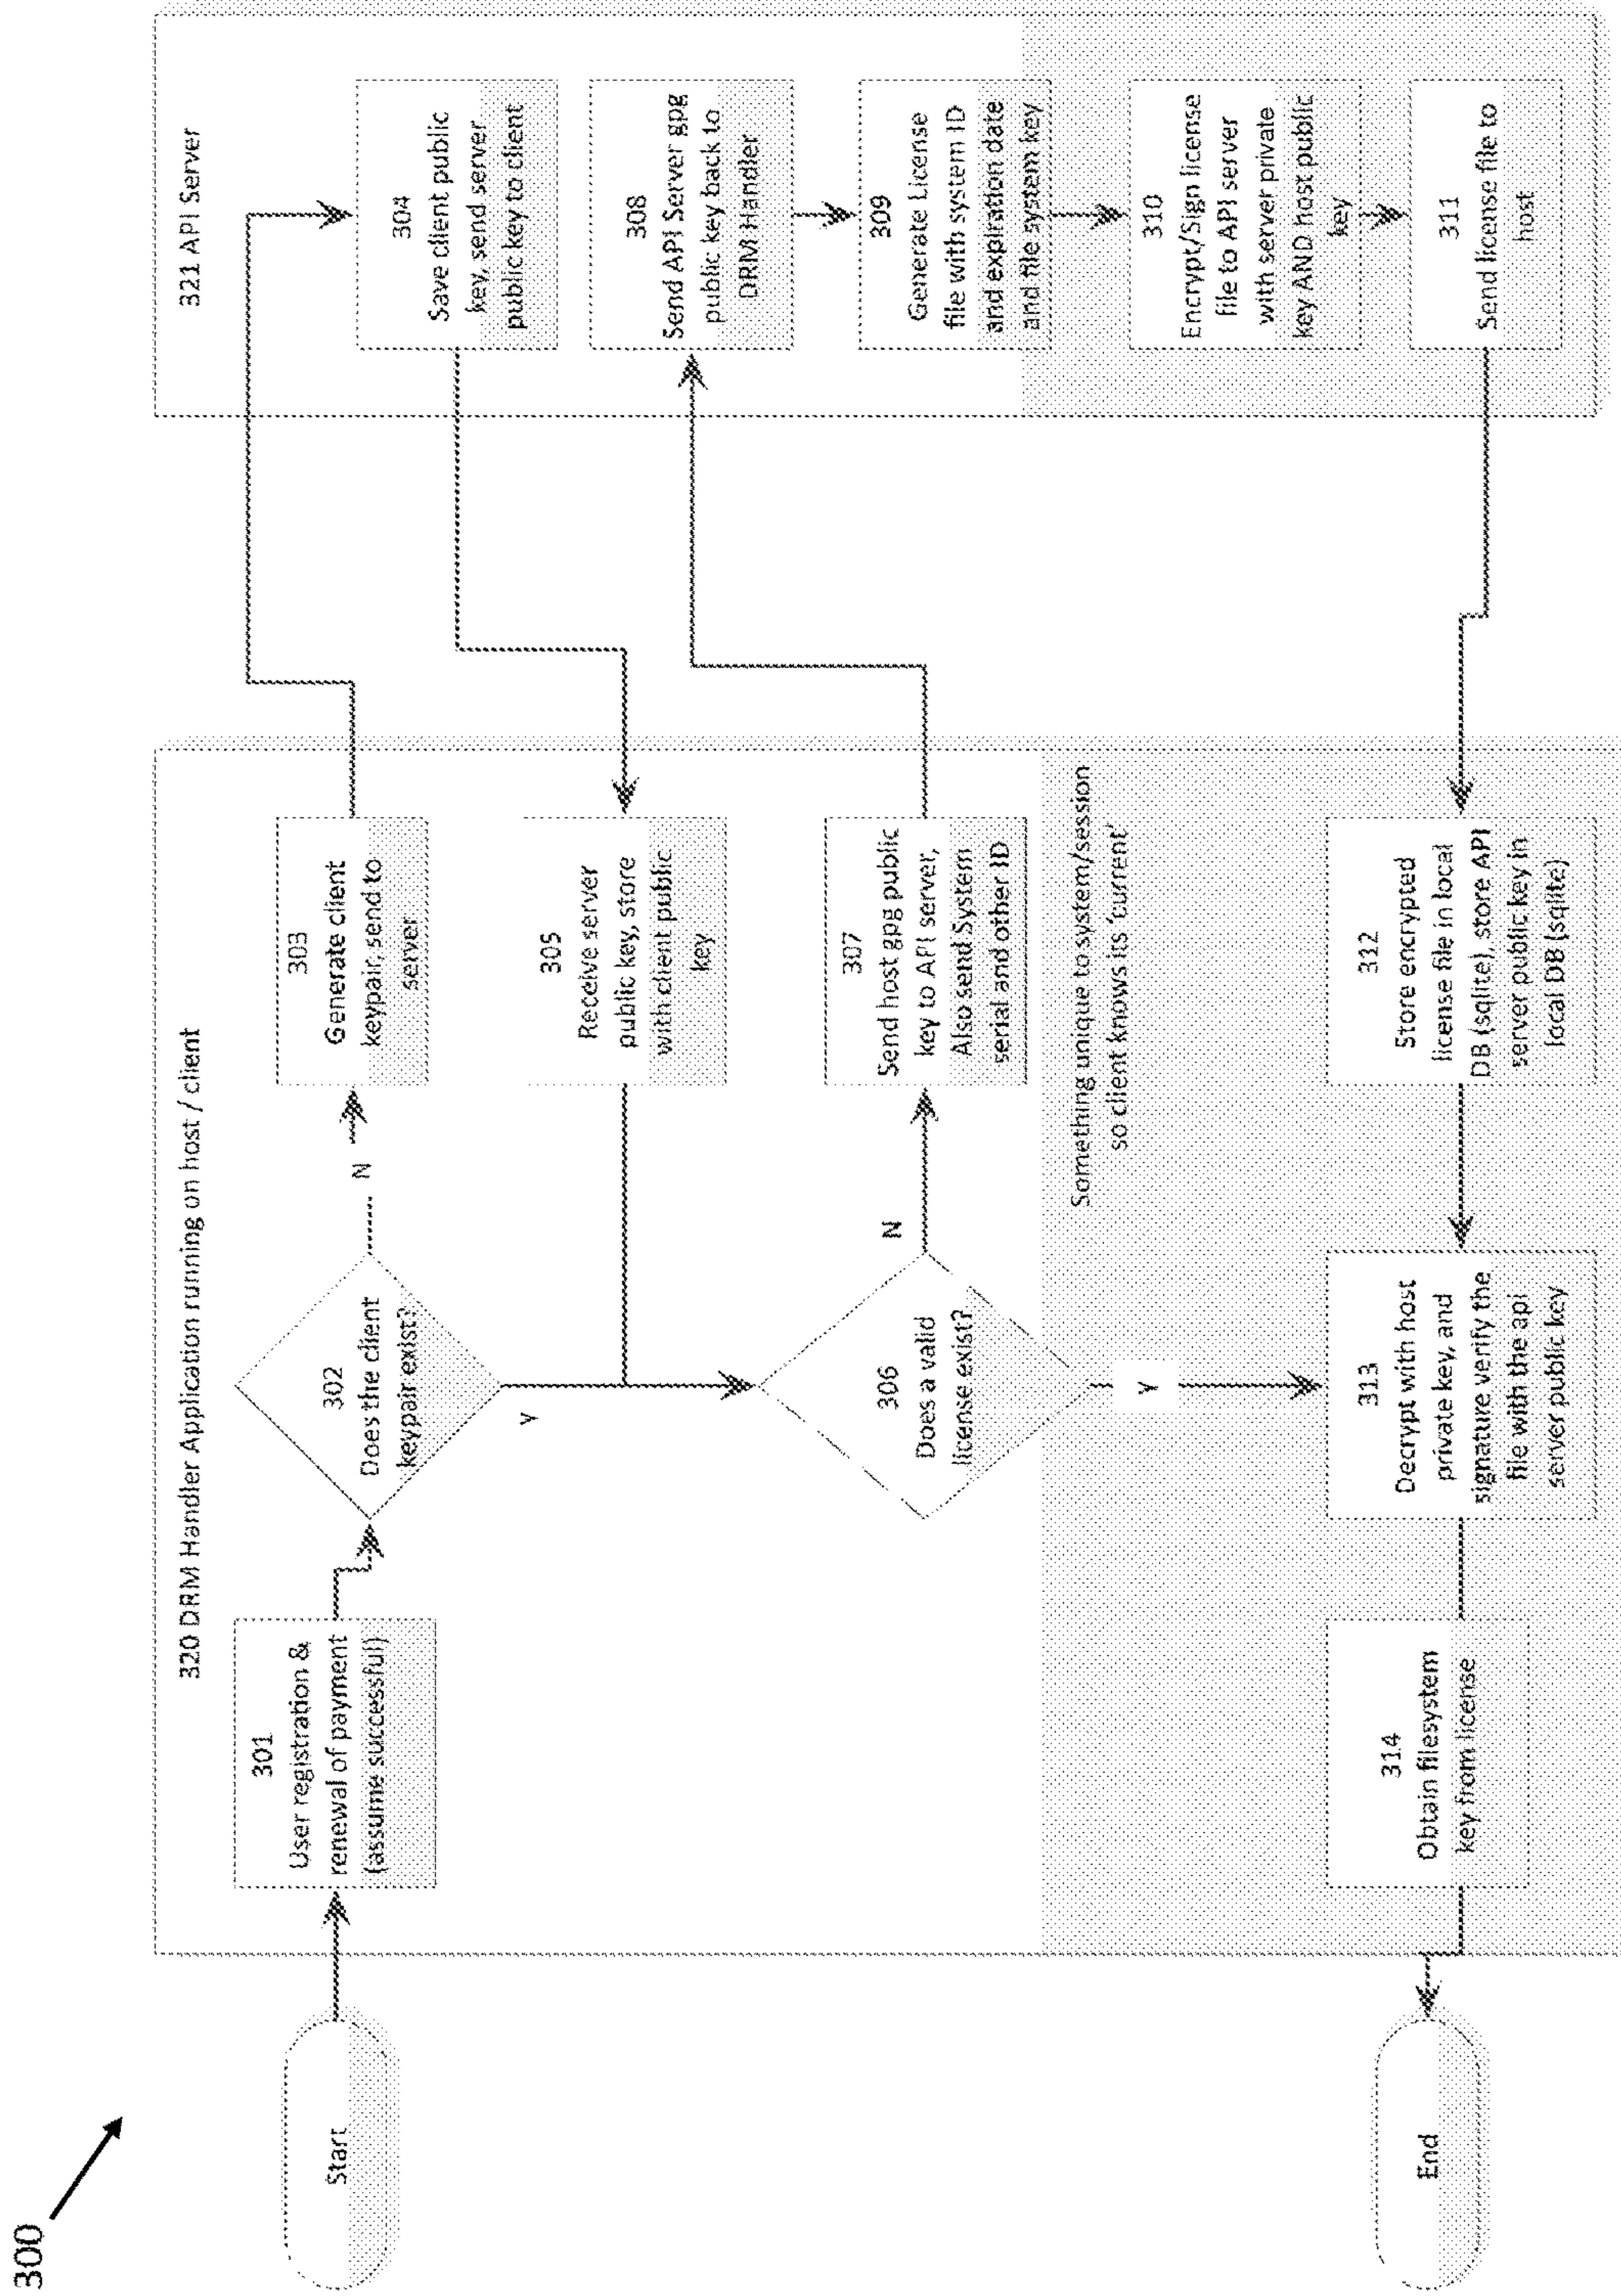 300
Start
End
320 DRM Handler Application running on host / client
301
User registration &
renewal of payment
(assume successful)
302
Does the client
keypair exist?
N
Y
303
Generate client
keypair, send to
server
305
Receive server
public key, store
with client public
key
306
Does a valid
license exist?
N
Y
307
Send host gpg public
key to API server,
Also send System
serial and other ID
Something unique to system/session
so client knows its 'current'
312
Store encrypted
license file in local
DB (sqlite), store API
server public key in
local DB (sqlite)
313
Decrypt with host
private key, and
signature verify the
file with the api
server public key
314
Obtain filesystem
key from license
321 API Server
304
Save client public
key, send server
public key to client
308
Send API Server gpg
public key back to
DRM Handler
309
Generate License
file with system ID
and expiration date
and file system key
310
Encrypt/Sign license
file to API server
with server private
key AND host public
key
311
Send license file to
host